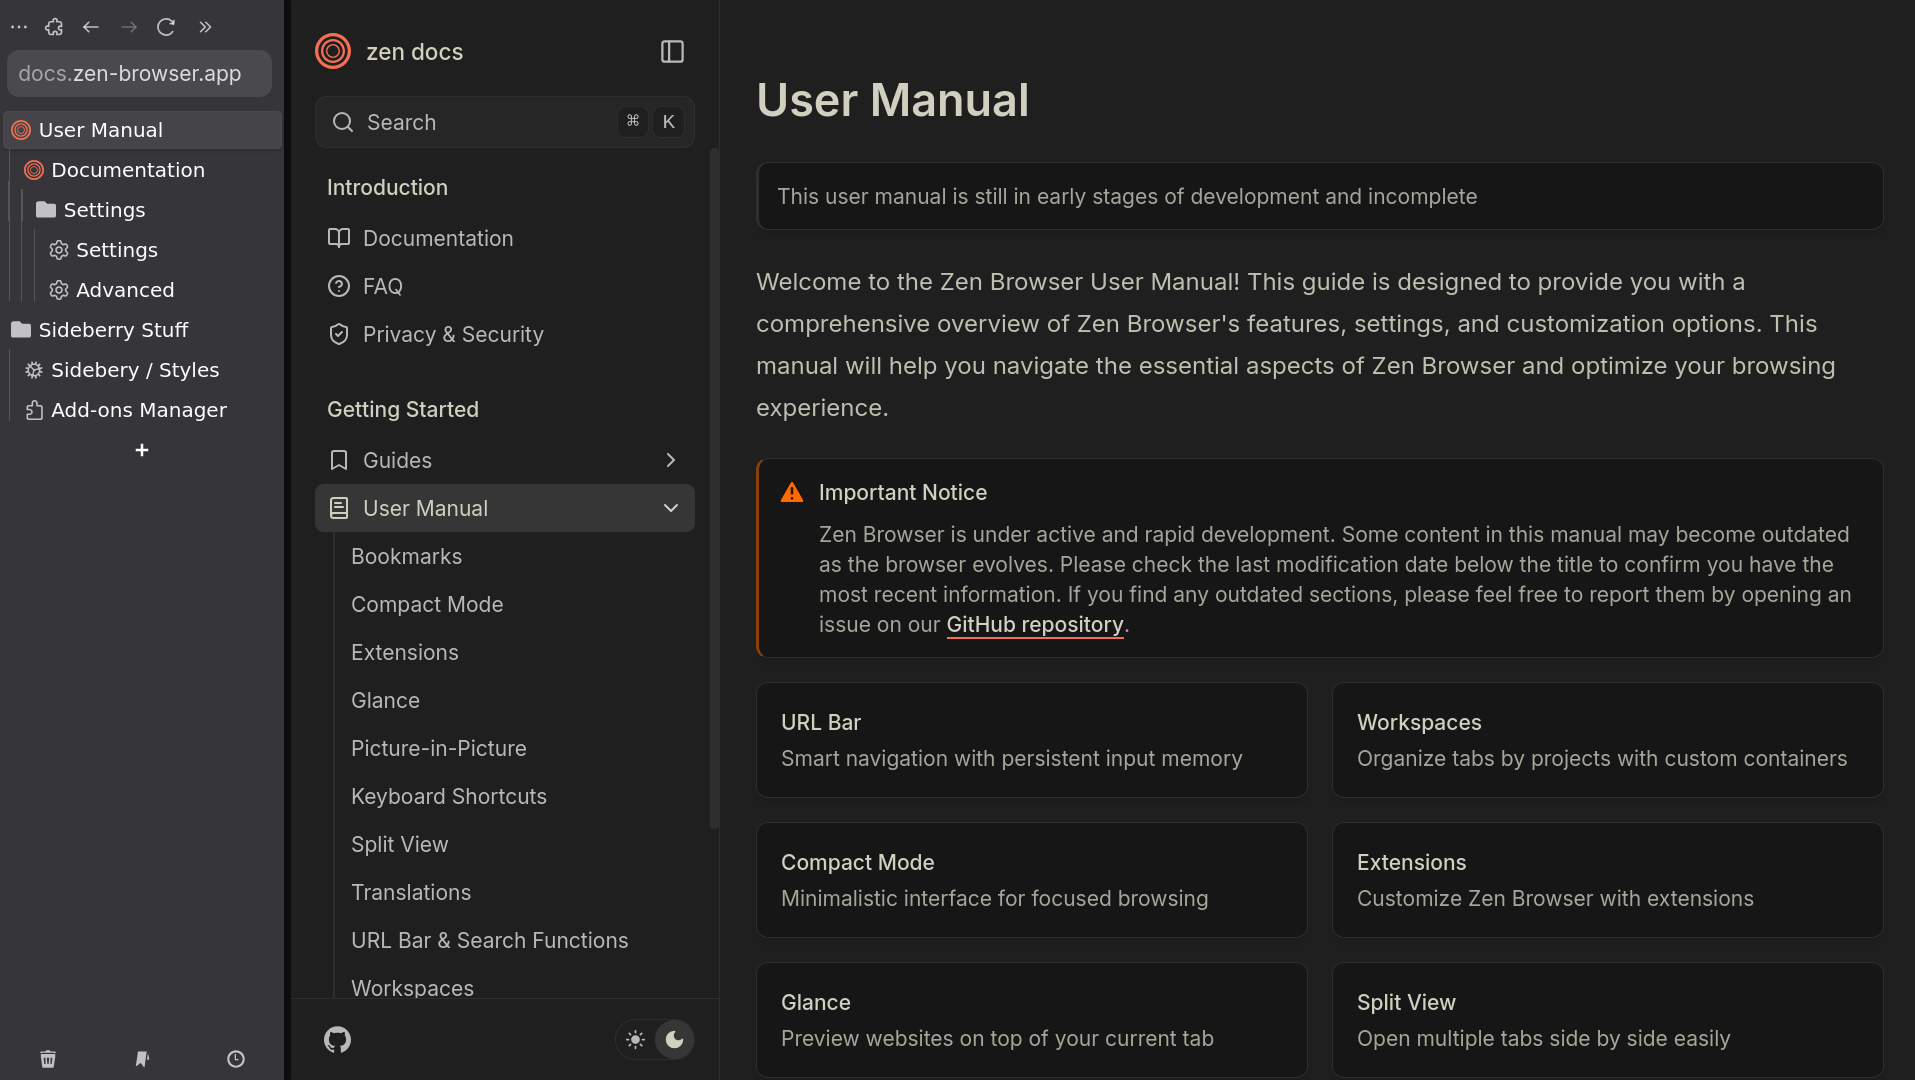 docs.zen-browser.app
User Manual
Documentation
Settings
Settings
Advanced
Sideberry Stuff
Sidebery / Styles
Add-ons Manager
+
zen docs
Search ⌘ K
Introduction
Documentation
FAQ
Privacy & Security
Getting Started
Guides
User Manual
Bookmarks
Compact Mode
Extensions
Glance
Picture-in-Picture
Keyboard Shortcuts
Split View
Translations
URL Bar & Search Functions
Workspaces
User Manual
This user manual is still in early stages of development and incomplete
Welcome to the Zen Browser User Manual! This guide is designed to provide you with a
comprehensive overview of Zen Browser's features, settings, and customization options. This
manual will help you navigate the essential aspects of Zen Browser and optimize your browsing
experience.
Important Notice
Zen Browser is under active and rapid development. Some content in this manual may become outdated
as the browser evolves. Please check the last modification date below the title to confirm you have the
most recent information. If you find any outdated sections, please feel free to report them by opening an
issue on our GitHub repository.
URL Bar
Smart navigation with persistent input memory
Workspaces
Organize tabs by projects with custom containers
Compact Mode
Minimalistic interface for focused browsing
Extensions
Customize Zen Browser with extensions
Glance
Preview websites on top of your current tab
Split View
Open multiple tabs side by side easily